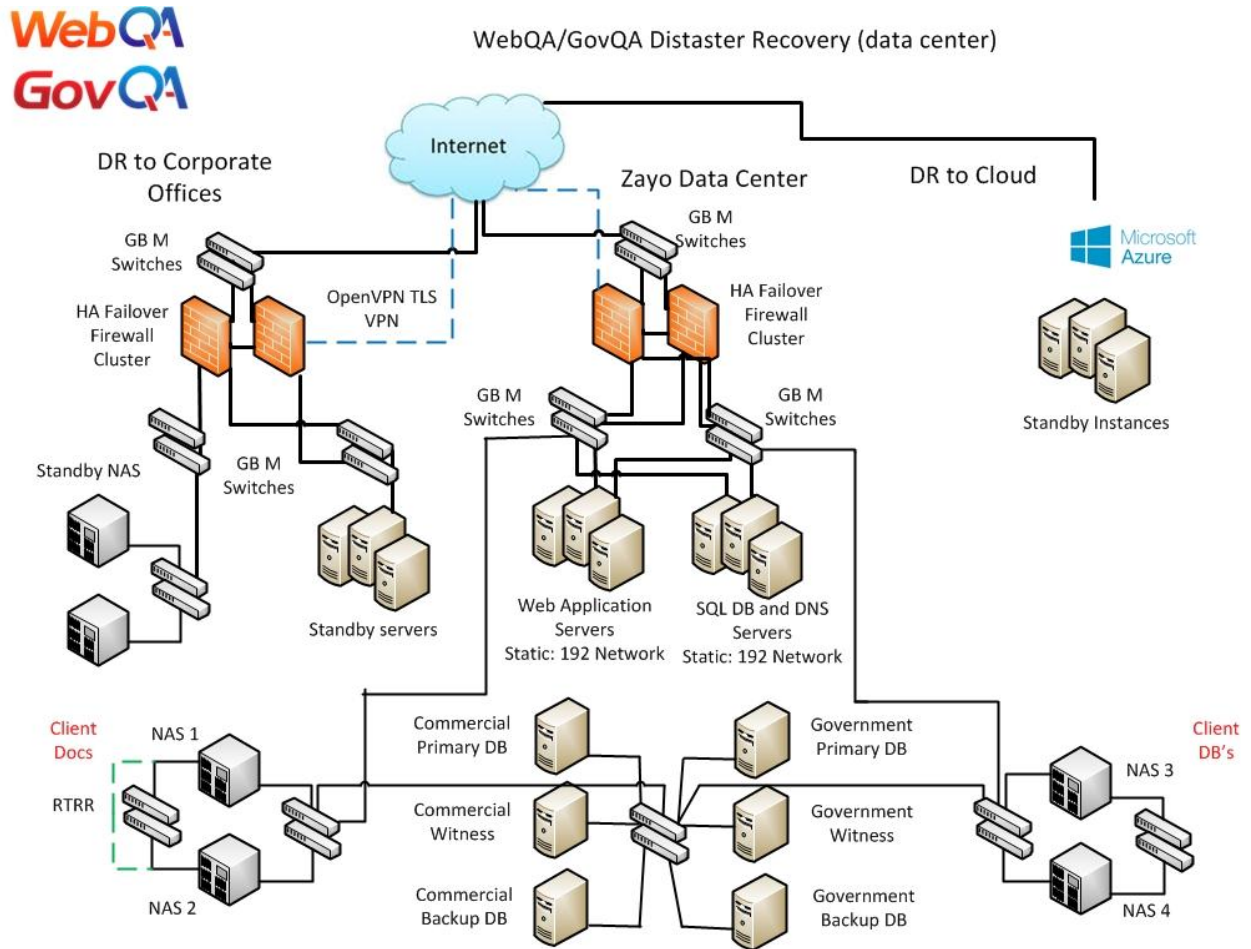 WebQA
GovQA
WebQA/GovQA Distaster Recovery (data center)
Internet
DR to Corporate
Offices
Zayo Data Center
DR to Cloud
GB M
Switches
GB M
Switches
Microsoft
Azure
HA Failover
Firewall
Cluster
OpenVPN TLS
VPN
HA Failover
Firewall
Cluster
GB M
Switches
GB M
Switches
Standby Instances
Standby NAS
GB M
Switches
Standby servers
Web Application
Servers
Static: 192 Network
SQL DB and DNS
Servers
Static: 192 Network
Client
Docs
NAS 1
RTRR
NAS 2
Commercial
Primary DB
Government
Primary DB
Commercial
Witness
Government
Witness
Commercial
Backup DB
Government
Backup DB
NAS 3
Client
DB's
NAS 4